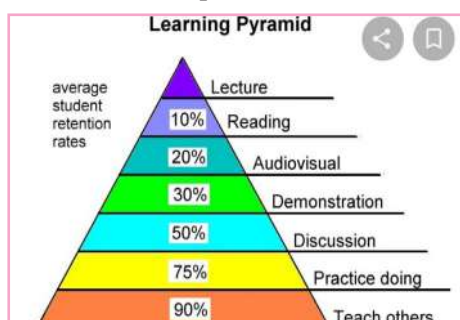 Learning Pyramid
average
student
retention
rates
Lecture
10% Reading
20% Audiovisual
30% Demonstration
50% Discussion
75% Practice doing
90% Teach others